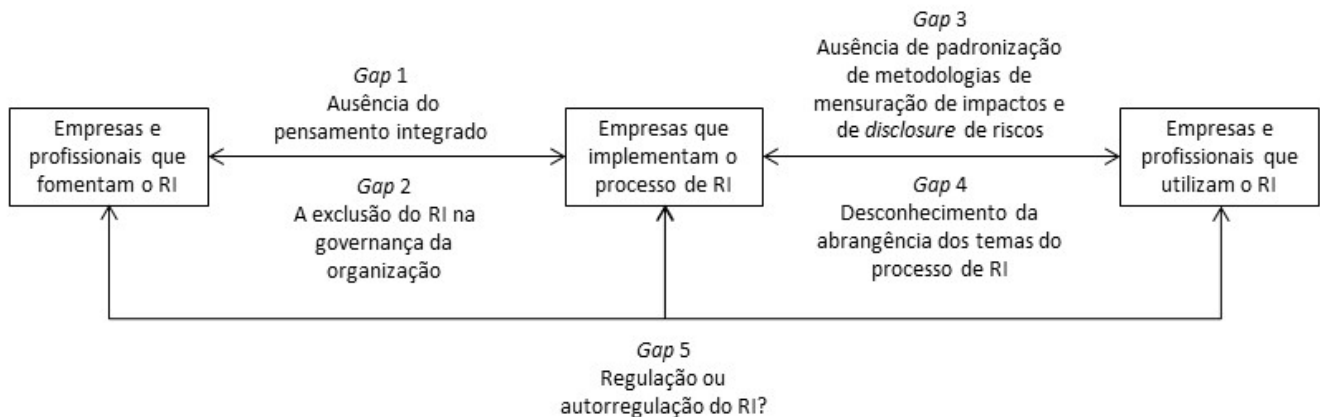 Gap 3
Ausência de padronização
de metodologias de
mensuração de impactos e
de disclosure de riscos
Gap 1
Ausência do
pensamento integrado
Empresas e
profissionais que
fomentam o RI
Empresas que
implementam o
processo de RI
Empresas e
profissionais que
utilizam o RI
Gap 2
A exclusão do RI na
governança da
organização
Gap 4
Desconhecimento da
abrangência dos temas do
processo de RI
Gap 5
Regulação ou
autorregulação do RI?